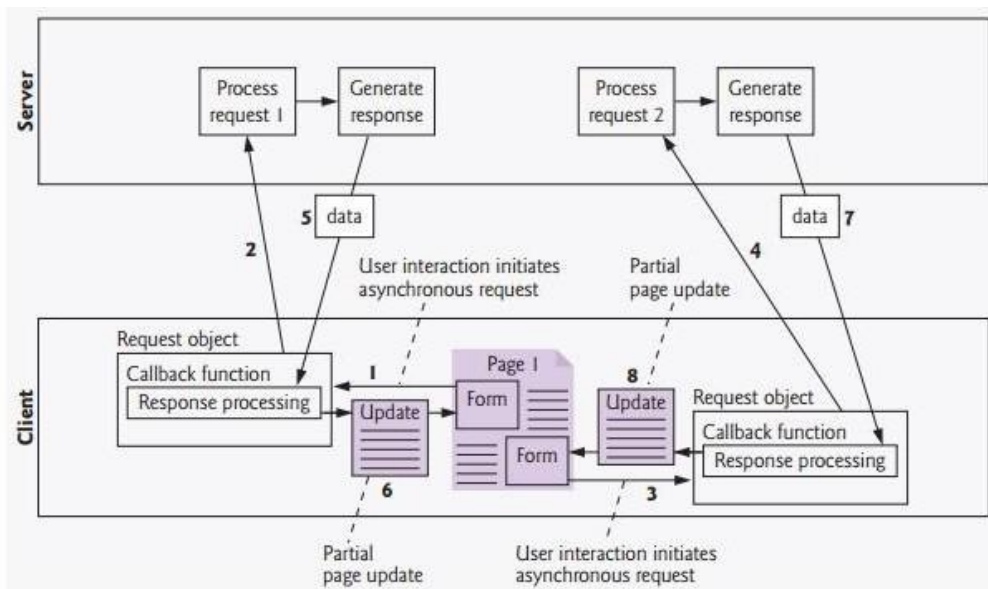 Server
Process
request 1
Generate
response
Process
request 2
Generate
response
5
data
data
7
2
4
User interaction initiates
asynchronous request
Partial
page update
Client
Request object
Callback function
Response processing
1
Update
6
Page 1
Form
Form
8
Update
3
Request object
Callback function
Response processing
Partial
page update
User interaction initiates
asynchronous request